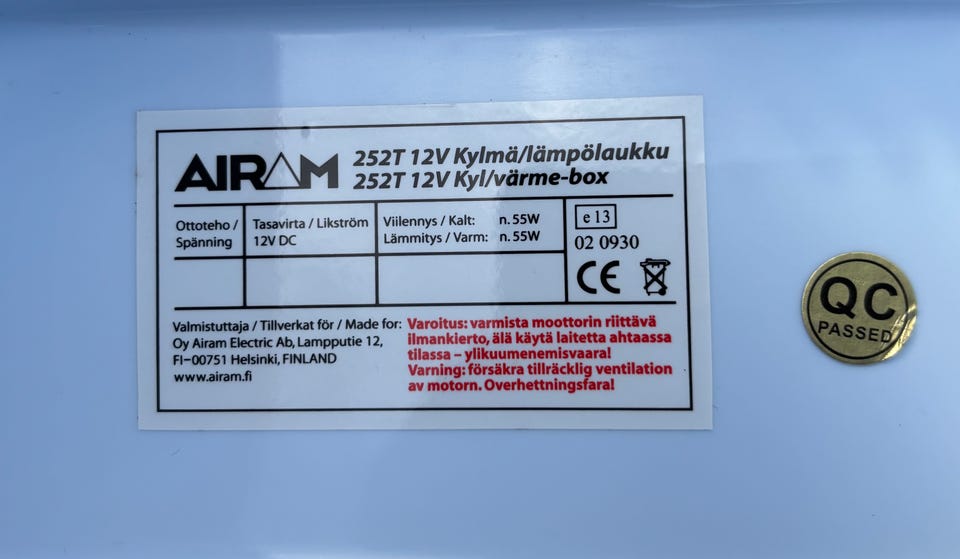 AIRAM
252T 12V Kylmä/lämpölaukku
252T 12V Kyl/värme-box
Ottoteho /
Spänning
Tasavirta / Likström
12V DC
Viilennys / Kalt: n. 55W
Lämmitys / Varm: n. 55W
e 13
02 0930
CE
Valmistuttaja / Tillverkat för / Made for:
Oy Airam Electric Ab, Lampputie 12,
FI-00751 Helsinki, FINLAND
www.airam.fi
Varoitus: varmista moottorin riittävä
ilmankierto, älä käytä laitetta ahtaassa
tilassa – ylikuumenemisvaara!
Varning: försäkra tillräcklig ventilation
av motorn. Overhettningsfara!
QC
PASSED